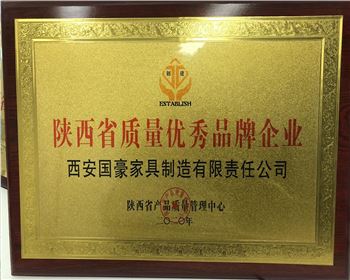 ESTABLISH
陕西省质量优秀品牌企业
西安国豪家具制造有限责任公司
陕西省产品质量管理中心
二〇一〇年